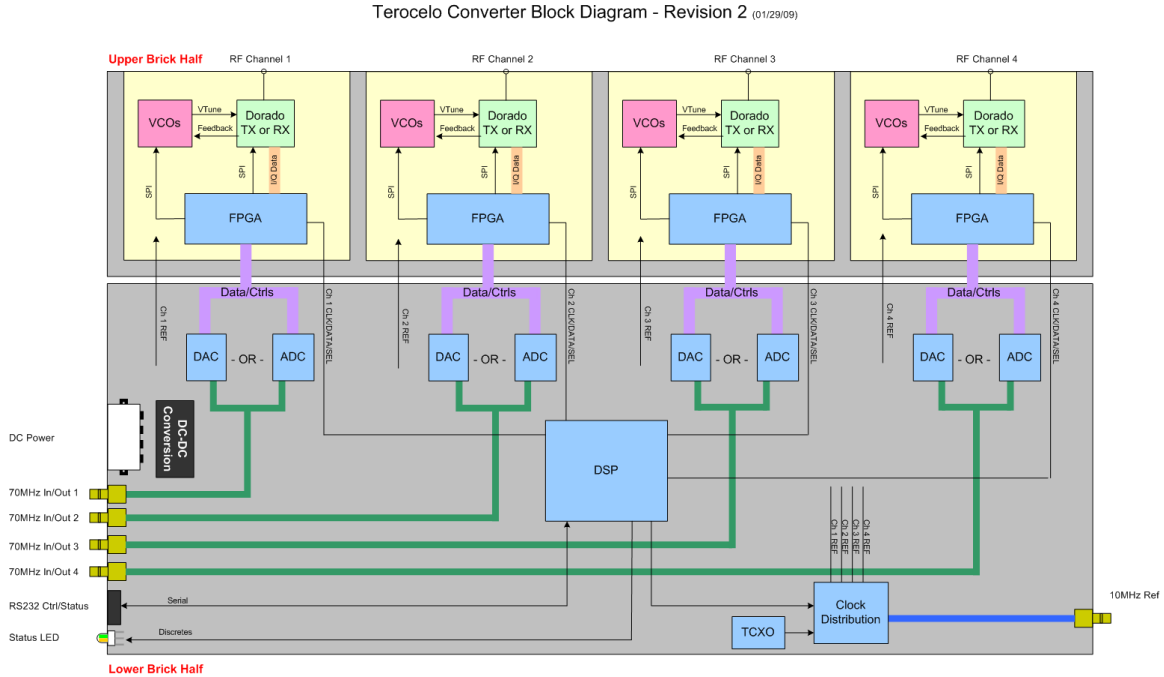 Terocelo Converter Block Diagram - Revision 2 (01/29/09)
Upper Brick Half
RF Channel 1
RF Channel 2
RF Channel 3
RF Channel 4
VCOs
VTune
Feedback
Dorado
TX or RX
SPI
SPI
I/Q Data
FPGA
VCOs
VTune
Feedback
Dorado
TX or RX
SPI
SPI
I/Q Data
FPGA
VCOs
VTune
Feedback
Dorado
TX or RX
SPI
SPI
I/Q Data
FPGA
VCOs
VTune
Feedback
Dorado
TX or RX
SPI
SPI
I/Q Data
FPGA
Ch 1 REF
Data/Ctrls
DAC
- OR -
ADC
Ch 1 CLK/DATA/SEL
Ch 2 REF
Data/Ctrls
DAC
- OR -
ADC
Ch 2 CLK/DATA/SEL
Ch 3 REF
Data/Ctrls
DAC
- OR -
ADC
Ch 3 CLK/DATA/SEL
Ch 4 REF
Data/Ctrls
DAC
- OR -
ADC
Ch 4 CLK/DATA/SEL
DC Power
DC-DC
Conversion
DSP
70MHz In/Out 1
70MHz In/Out 2
70MHz In/Out 3
70MHz In/Out 4
Ch 1 REF
Ch 2 REF
Ch 3 REF
Ch 4 REF
RS232 Ctrl/Status
Serial
Clock
Distribution
10MHz Ref
Status LED
Discretes
TCXO
Lower Brick Half